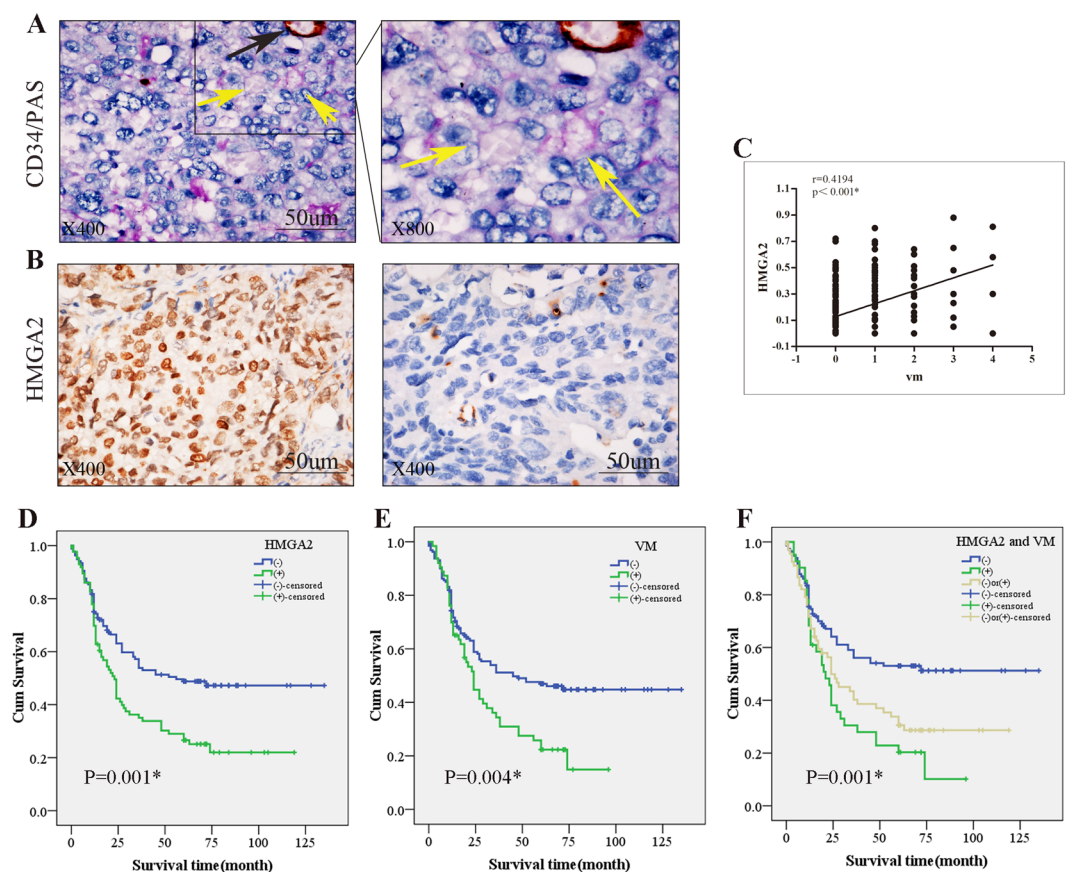 A
CD34/PAS
X400
50um
X800
B
HMGA2
X400
50um
X400
50um
C
r=0.4194
p< 0.001*
HMGA2
1.1
0.9
0.7
0.5
0.3
0.1
-0.1
-1 0 1 2 3 4 5
vm
D
HMGA2
(-)
(+)
(-)-censored
(+)-censored
Cum Survival
1.0
0.8
0.6
0.4
0.2
0.0
P=0.001*
0 25 50 75 100 125
Survival time(month)
E
VM
(-)
(+)
(-)-censored
(+)-censored
Cum Survival
1.0
0.8
0.6
0.4
0.2
0.0
P=0.004*
0 25 50 75 100 125
Survival time(month)
F
HMGA2 and VM
(-)
(+)
(-)or(+)
(-)-censored
(+)-censored
(-)or(+)-censored
Cum Survival
1.0
0.8
0.6
0.4
0.2
0.0
P=0.001*
0 25 50 75 100 125
Survival time(month)